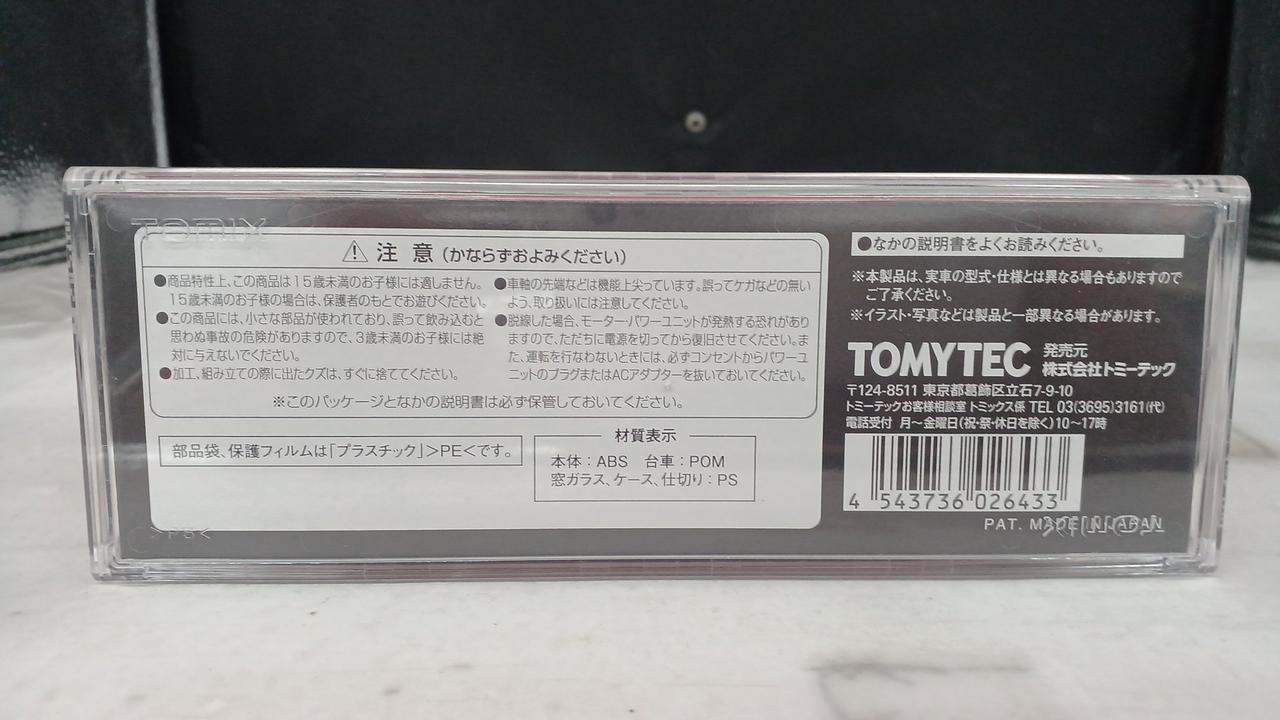 TOMIX
⚠ 注 意 (かならずおよみください)
●商品特性上、この商品は15歳未満のお子様には適しません。
15歳未満のお子様の場合は、保護者のもとでお遊びください。
●この商品には、小さな部品が使われており、誤って飲み込むと
思わぬ事故の危険がありますので、3歳未満のお子様には絶
対に与えないでください。
●加工、組み立ての際に出たクズは、すぐに捨ててください。
●車軸の先端などは機能上尖っています。誤ってケガなどの無い
よう、取り扱いには注意してください。
●脱線した場合、モーター・パワーユニットが発熱する恐れがあり
ますので、ただちに電源を切ってから復旧させてください。ま
た、運転を行なわないときには、必ずコンセントからパワーユ
ニットのプラグまたはACアダプターを抜いておいてください。
※このパッケージとなかの説明書は必ず保管しておいてください。
部品袋、保護フィルムは「プラスチック」>PE<です。
材質表示
本体:ABS 台車:POM
窓ガラス、ケース、仕切り:PS
>PS<
●なかの説明書をよくお読みください。
※本製品は、実車の型式・仕様とは異なる場合もありますので
ご了承ください。
※イラスト・写真などは製品と一部異なる場合があります。
TOMYTEC 発売元
株式会社トミーテック
〒124-8511 東京都葛飾区立石7-9-10
トミーテックお客様相談室 トミックス係 TEL 03(3695)3161(代)
電話受付 月~金曜日(祝・祭・休日を除く)10~17時
4 543736 026433
PAT. MADE IN JAPAN